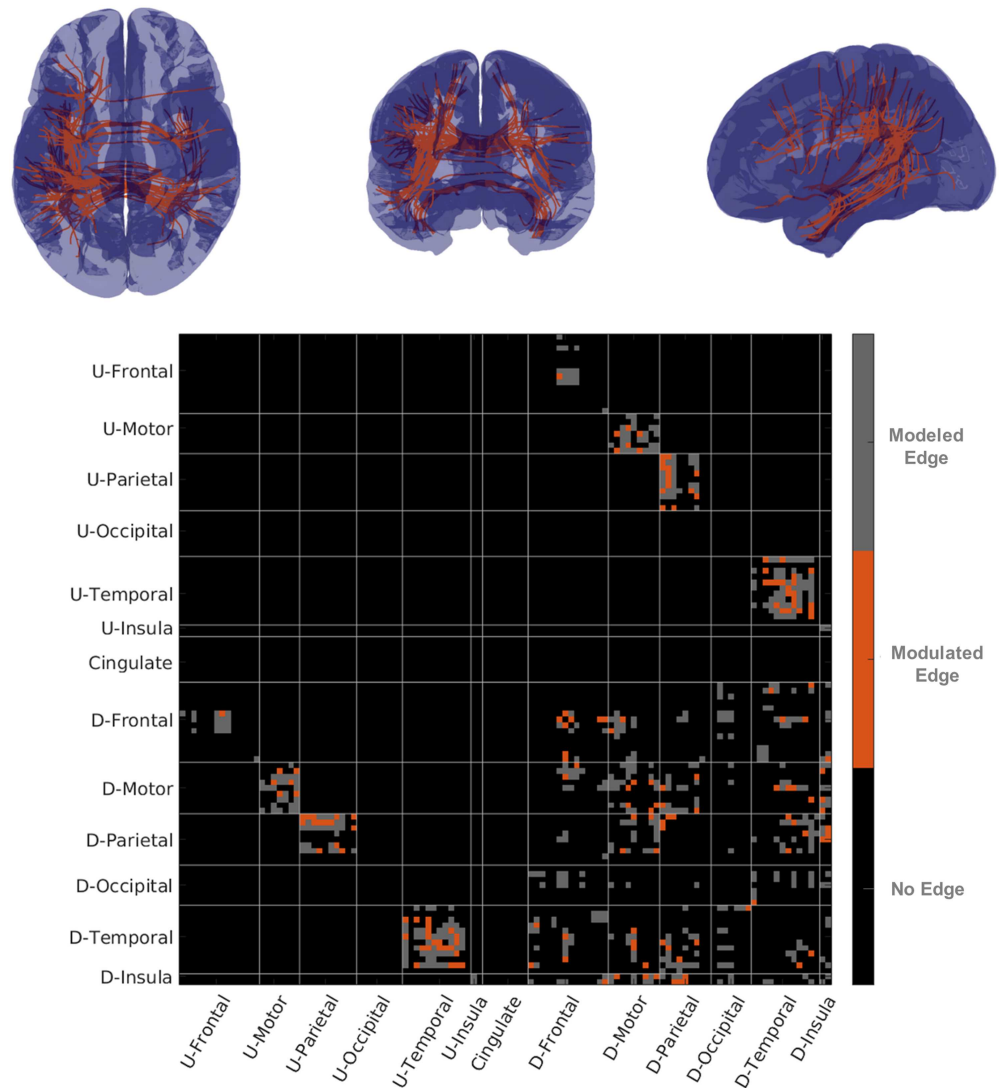 U-Frontal
U-Motor
U-Parietal
U-Occipital
U-Temporal
U-Insula
Cingulate
D-Frontal
D-Motor
D-Parietal
D-Occipital
D-Temporal
D-Insula
U-Frontal
U-Motor
U-Parietal
U-Occipital
U-Temporal
U-Insula
Cingulate
D-Frontal
D-Motor
D-Parietal
D-Occipital
D-Temporal
D-Insula
Modeled
Edge
Modulated
Edge
No Edge